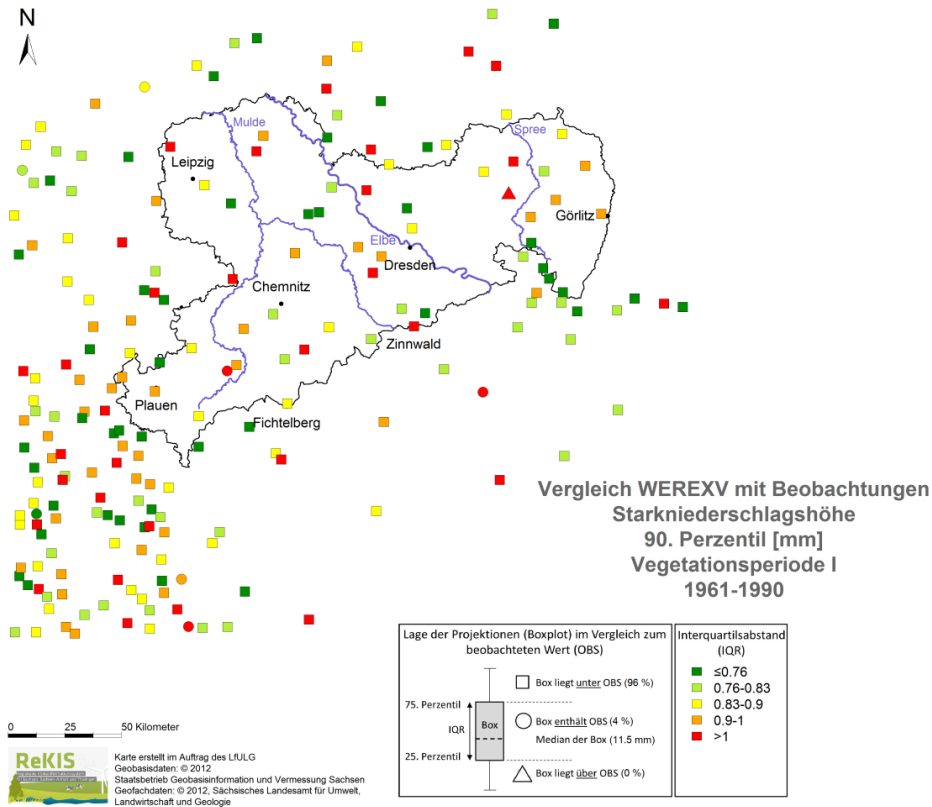 N
Mulde
Spree
Leipzig
Görlitz
Elbe
Dresden
Chemnitz
Zinnwald
Plauen
Fichtelberg
Vergleich WEREXV mit Beobachtungen
Starkniederschlagshöhe
90. Perzentil [mm]
Vegetationsperiode I
1961-1990
Lage der Projektionen (Boxplot) im Vergleich zum
beobachteten Wert (OBS)
Box liegt unter OBS (96 %)
75. Perzentil
IQR
Box
Box enthält OBS (4 %)
Median der Box (11.5 mm)
25. Perzentil
Box liegt über OBS (0 %)
Interquartilsabstand
(IQR)
≤0.76
0.76-0.83
0.83-0.9
0.9-1
>1
0 25 50 Kilometer
ReKIS
Karte erstellt im Auftrag des LfULG
Geobasisdaten: © 2012
Staatsbetrieb Geobasisinformation und Vermessung Sachsen
Geofachdaten: © 2012, Sächsisches Landesamt für Umwelt,
Landwirtschaft und Geologie